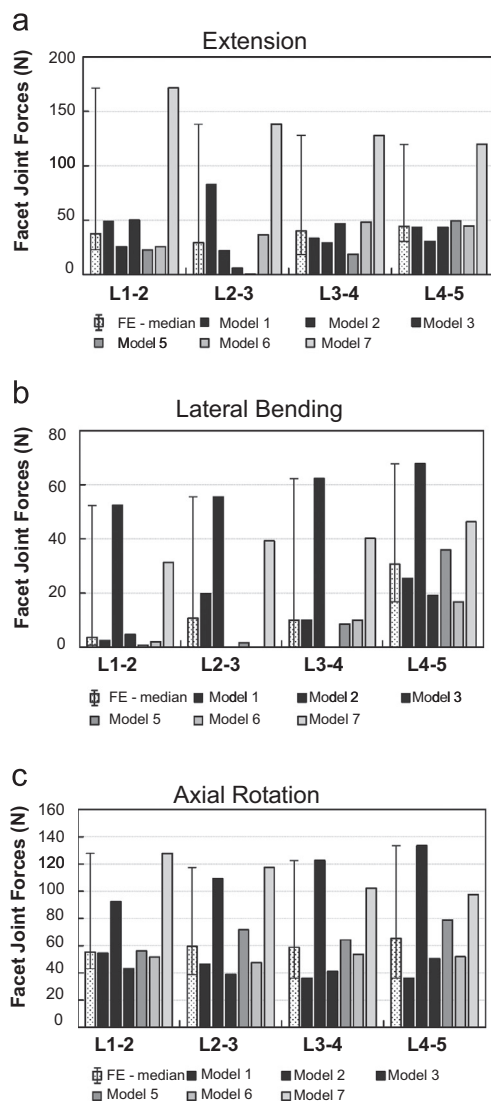 a
Extension
Facet Joint Forces (N)
200
150
100
50
0
L1-2 L2-3 L3-4 L4-5
FE - median Model 1 Model 2 Model 3
Model 5 Model 6 Model 7
b
Lateral Bending
Facet Joint Forces (N)
80
60
40
20
0
L1-2 L2-3 L3-4 L4-5
FE - median Model 1 Model 2 Model 3
Model 5 Model 6 Model 7
c
Axial Rotation
Facet Joint Forces (N)
160
140
120
100
80
60
40
20
0
L1-2 L2-3 L3-4 L4-5
FE - median Model 1 Model 2 Model 3
Model 5 Model 6 Model 7